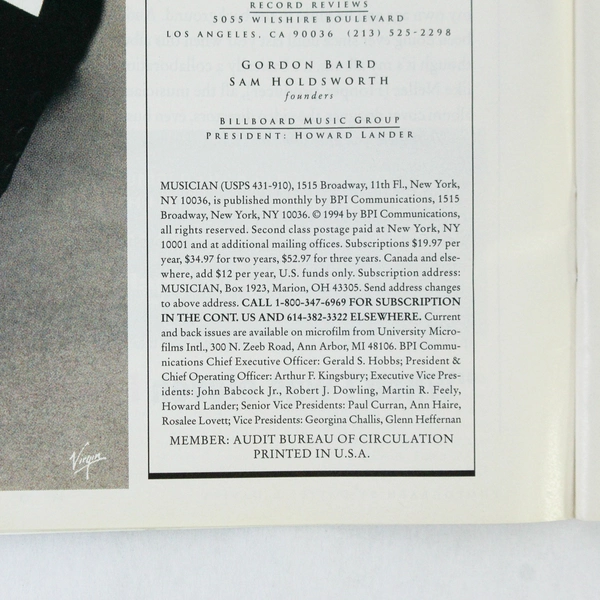 RECORD REVIEWS
5055 WILSHIRE BOULEVARD
LOS ANGELES, CA 90036 (213) 525-2298
GORDON BAIRD
SAM HOLDSWORTH
founders
BILLBOARD MUSIC GROUP
PRESIDENT: HOWARD LANDER
MUSICIAN (USPS 431-910), 1515 Broadway, 11th Fl., New York,
NY 10036, is published monthly by BPI Communications, 1515
Broadway, New York, NY 10036. © 1994 by BPI Communications,
all rights reserved. Second class postage paid at New York, NY
10001 and at additional mailing offices. Subscriptions $19.97 per
year, $34.97 for two years, $52.97 for three years. Canada and else-
where, add $12 per year, U.S. funds only. Subscription address:
MUSICIAN, Box 1923, Marion, OH 43305. Send address changes
to above address. CALL 1-800-347-6969 FOR SUBSCRIPTION
IN THE CONT. US AND 614-382-3322 ELSEWHERE. Current
and back issues are available on microfilm from University Micro-
films Intl., 300 N. Zeeb Road, Ann Arbor, MI 48106. BPI Commu-
nications Chief Executive Officer: Gerald S. Hobbs; President &
Chief Operating Officer: Arthur F. Kingsbury; Executive Vice Pres-
idents: John Babcock Jr., Robert J. Dowling, Martin R. Feely,
Howard Lander; Senior Vice Presidents: Paul Curran, Ann Haire,
Rosalee Lovett; Vice Presidents: Georgina Challis, Glenn Heffernan
MEMBER: AUDIT BUREAU OF CIRCULATION
PRINTED IN U.S.A.
Virgin